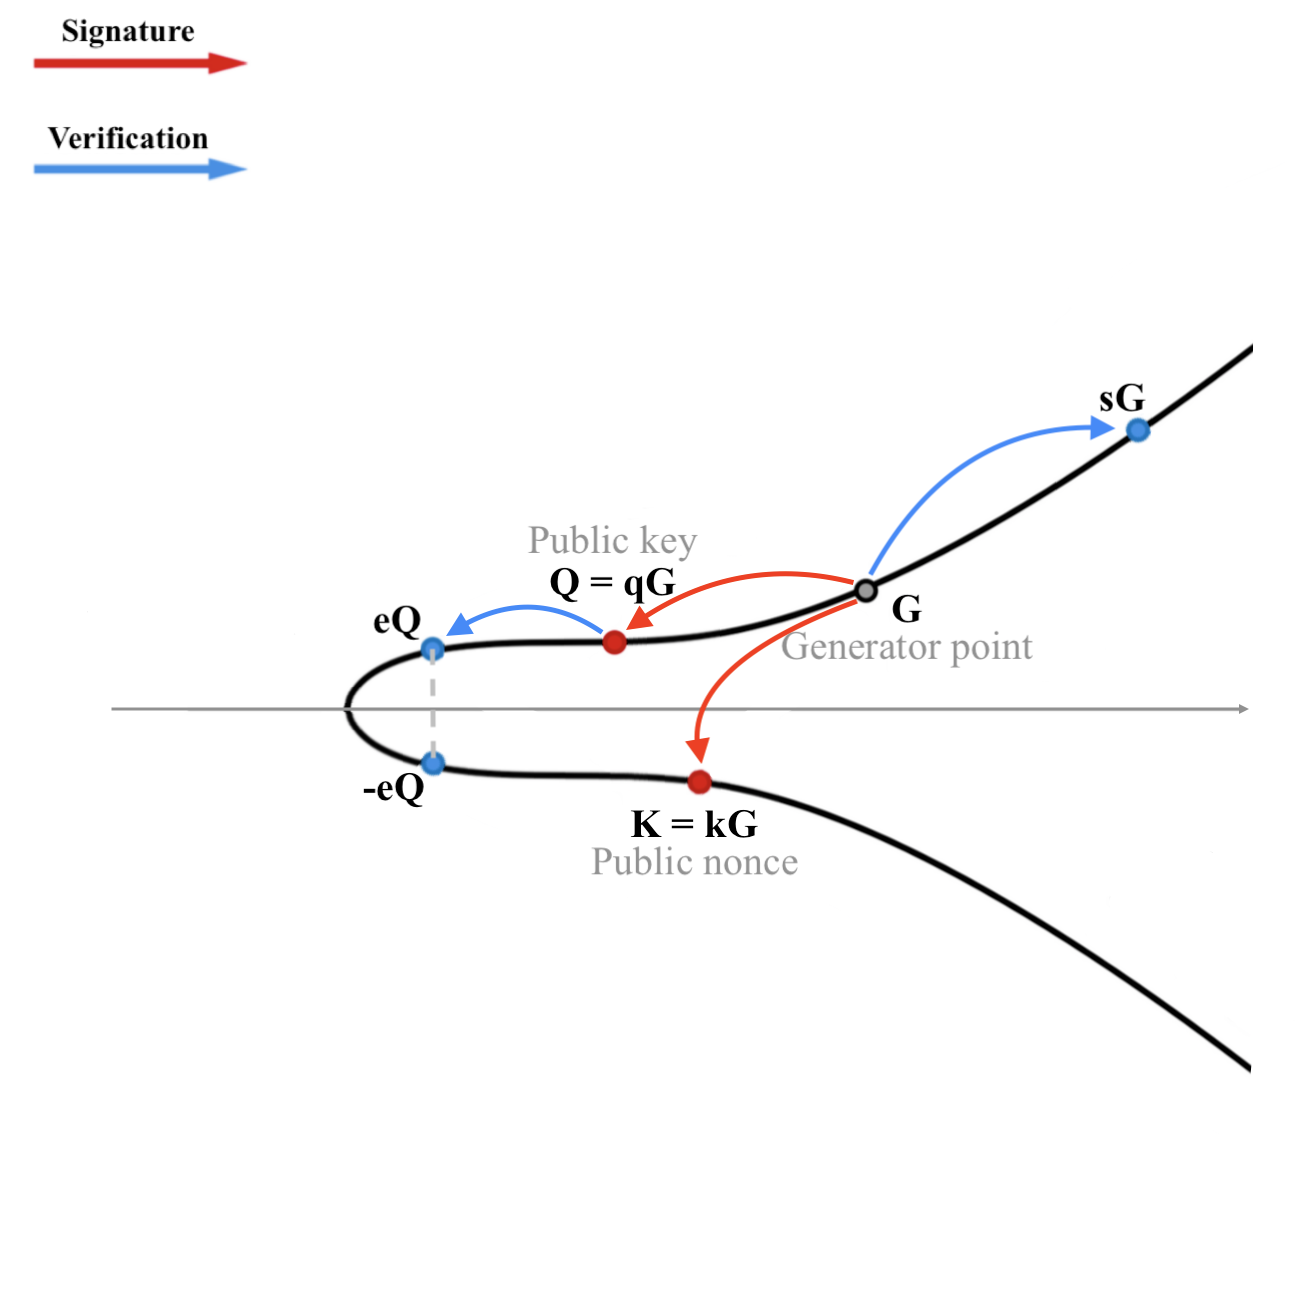 Signature
Verification
sG
Public key
Q = qG
eQ
G
Generator point
-eQ
K = kG
Public nonce